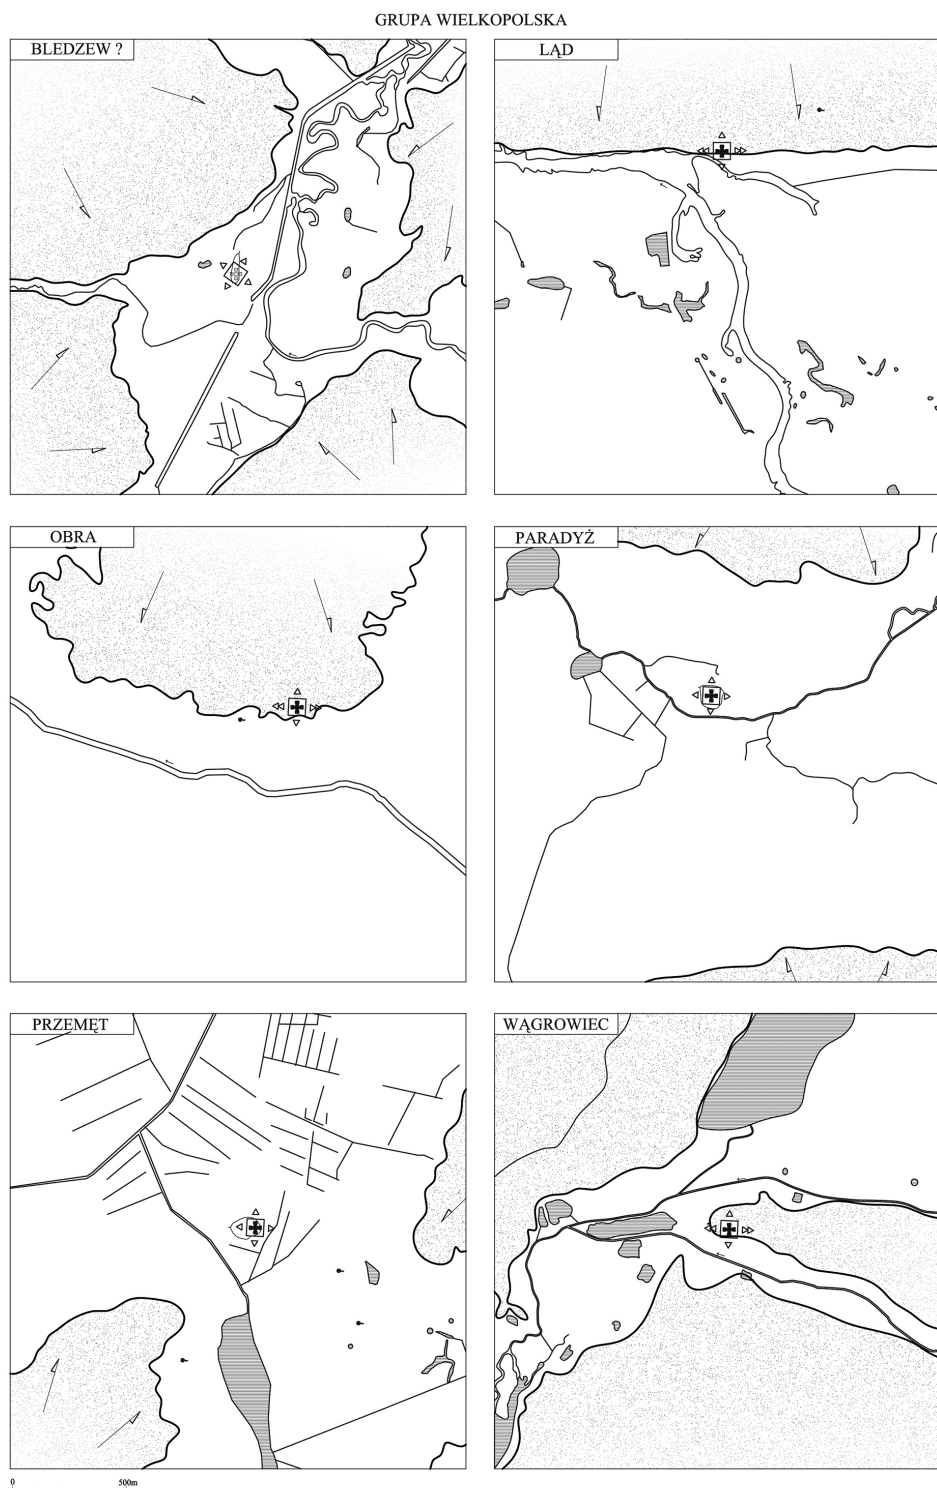 GRUPA WIELKOPOLSKA
BLEDZEW ?
LĄD
OBRA
PARADYŻ
PRZEMĘT
WĄGROWIEC
0 500m